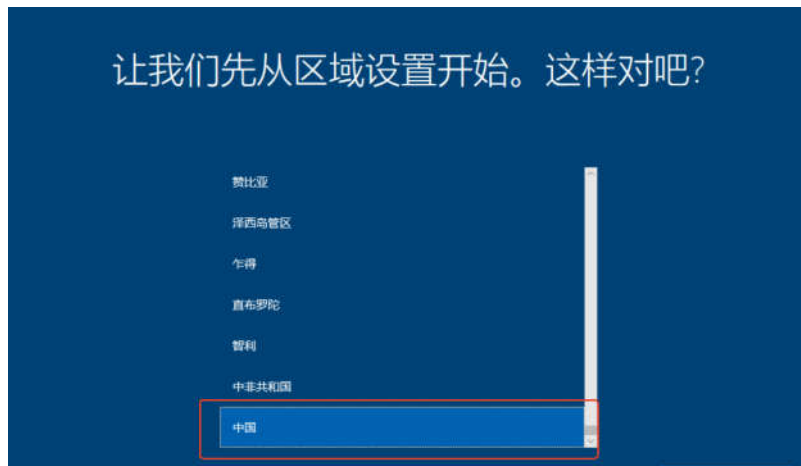 让我们先从区域设置开始。这样对吧?
赞比亚
泽西岛管区
乍得
直布罗陀
智利
中非共和国
中国